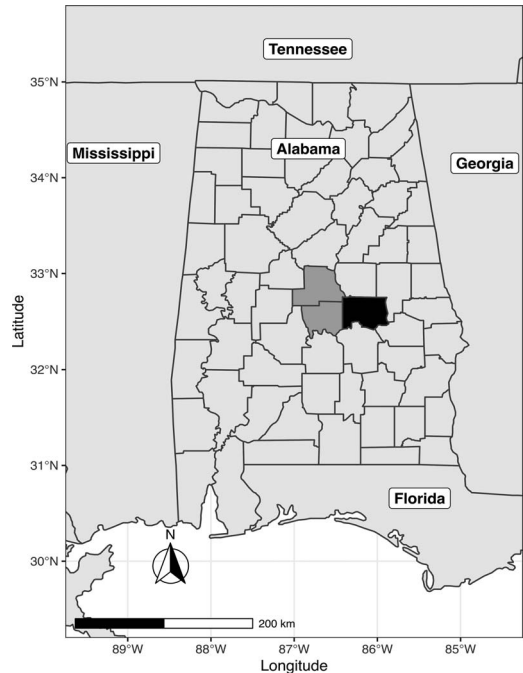 Tennessee
35°N
Mississippi
Alabama
Georgia
34°N
33°N
Latitude
32°N
31°N
Florida
30°N
N
200 km
89°W 88°W 87°W 86°W 85°W
Longitude